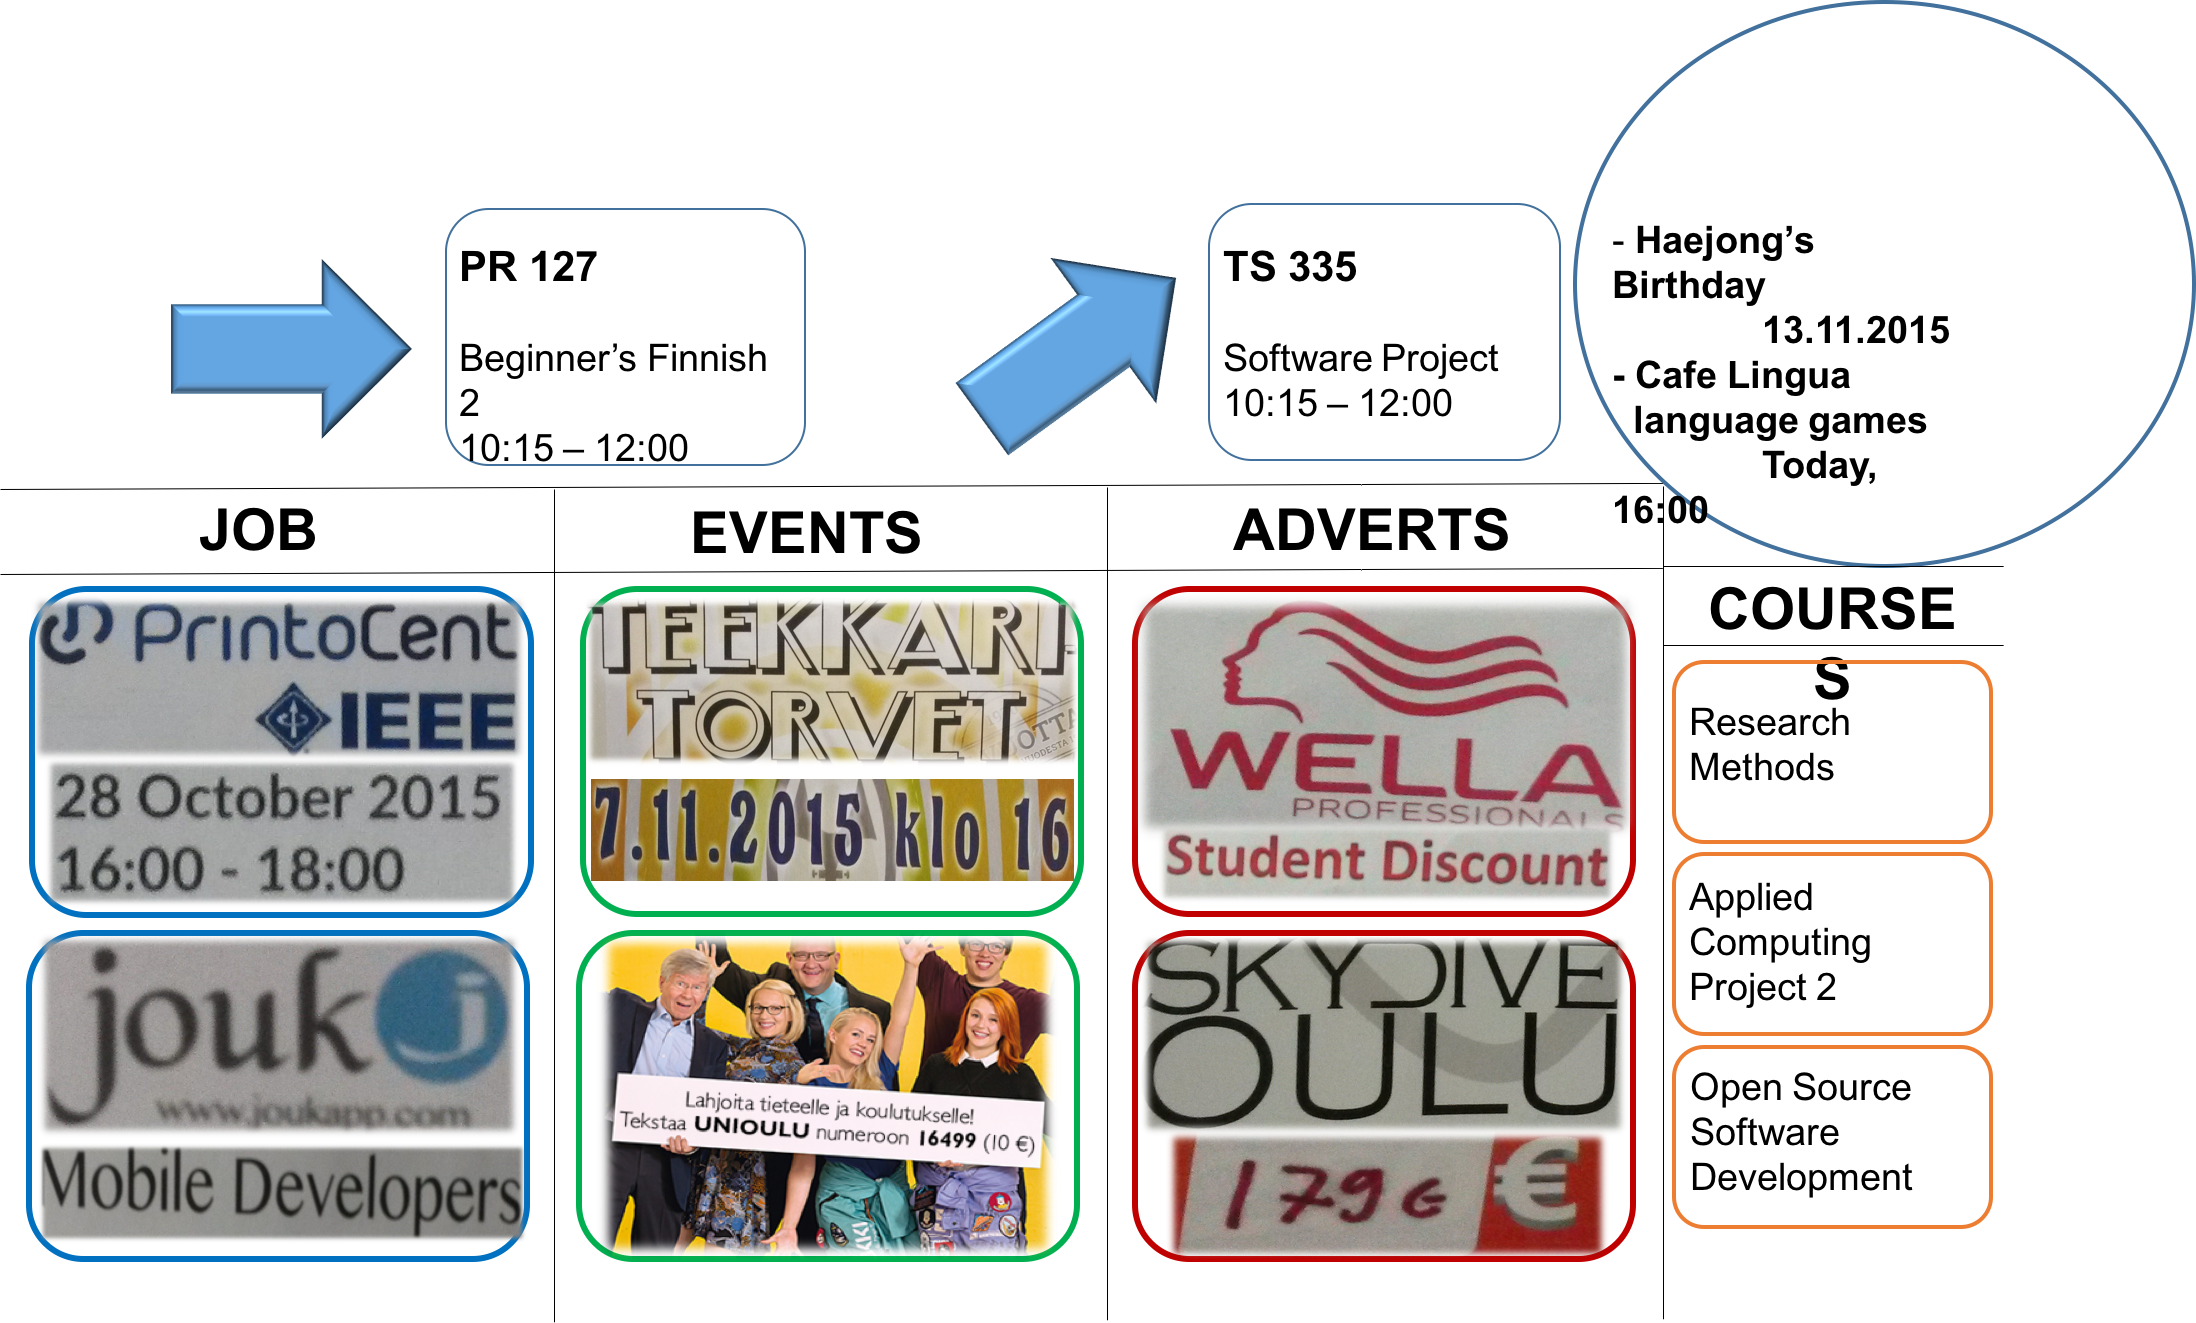 PR 127
Beginner’s Finnish
2
10:15 – 12:00
TS 335
Software Project
10:15 – 12:00
- Haejong’s
Birthday
13.11.2015
- Cafe Lingua
language games
Today,
16:00
JOB
EVENTS
ADVERTS
COURSE
S
PrintoCent
IEEE
28 October 2015
16:00 - 18:00
jouk
www.joukapp.com
Mobile Developers
TEEKKARI-
TORVET
7.11.2015 klo 16
Lahjoita tieteelle ja koulutukselle!
Tekstaa UNIOULU numeroon 16499 (10 €)
WELLA
PROFESSIONALS
Student Discount
SKYDIVE
OULU
179€ €
Research
Methods
Applied
Computing
Project 2
Open Source
Software
Development